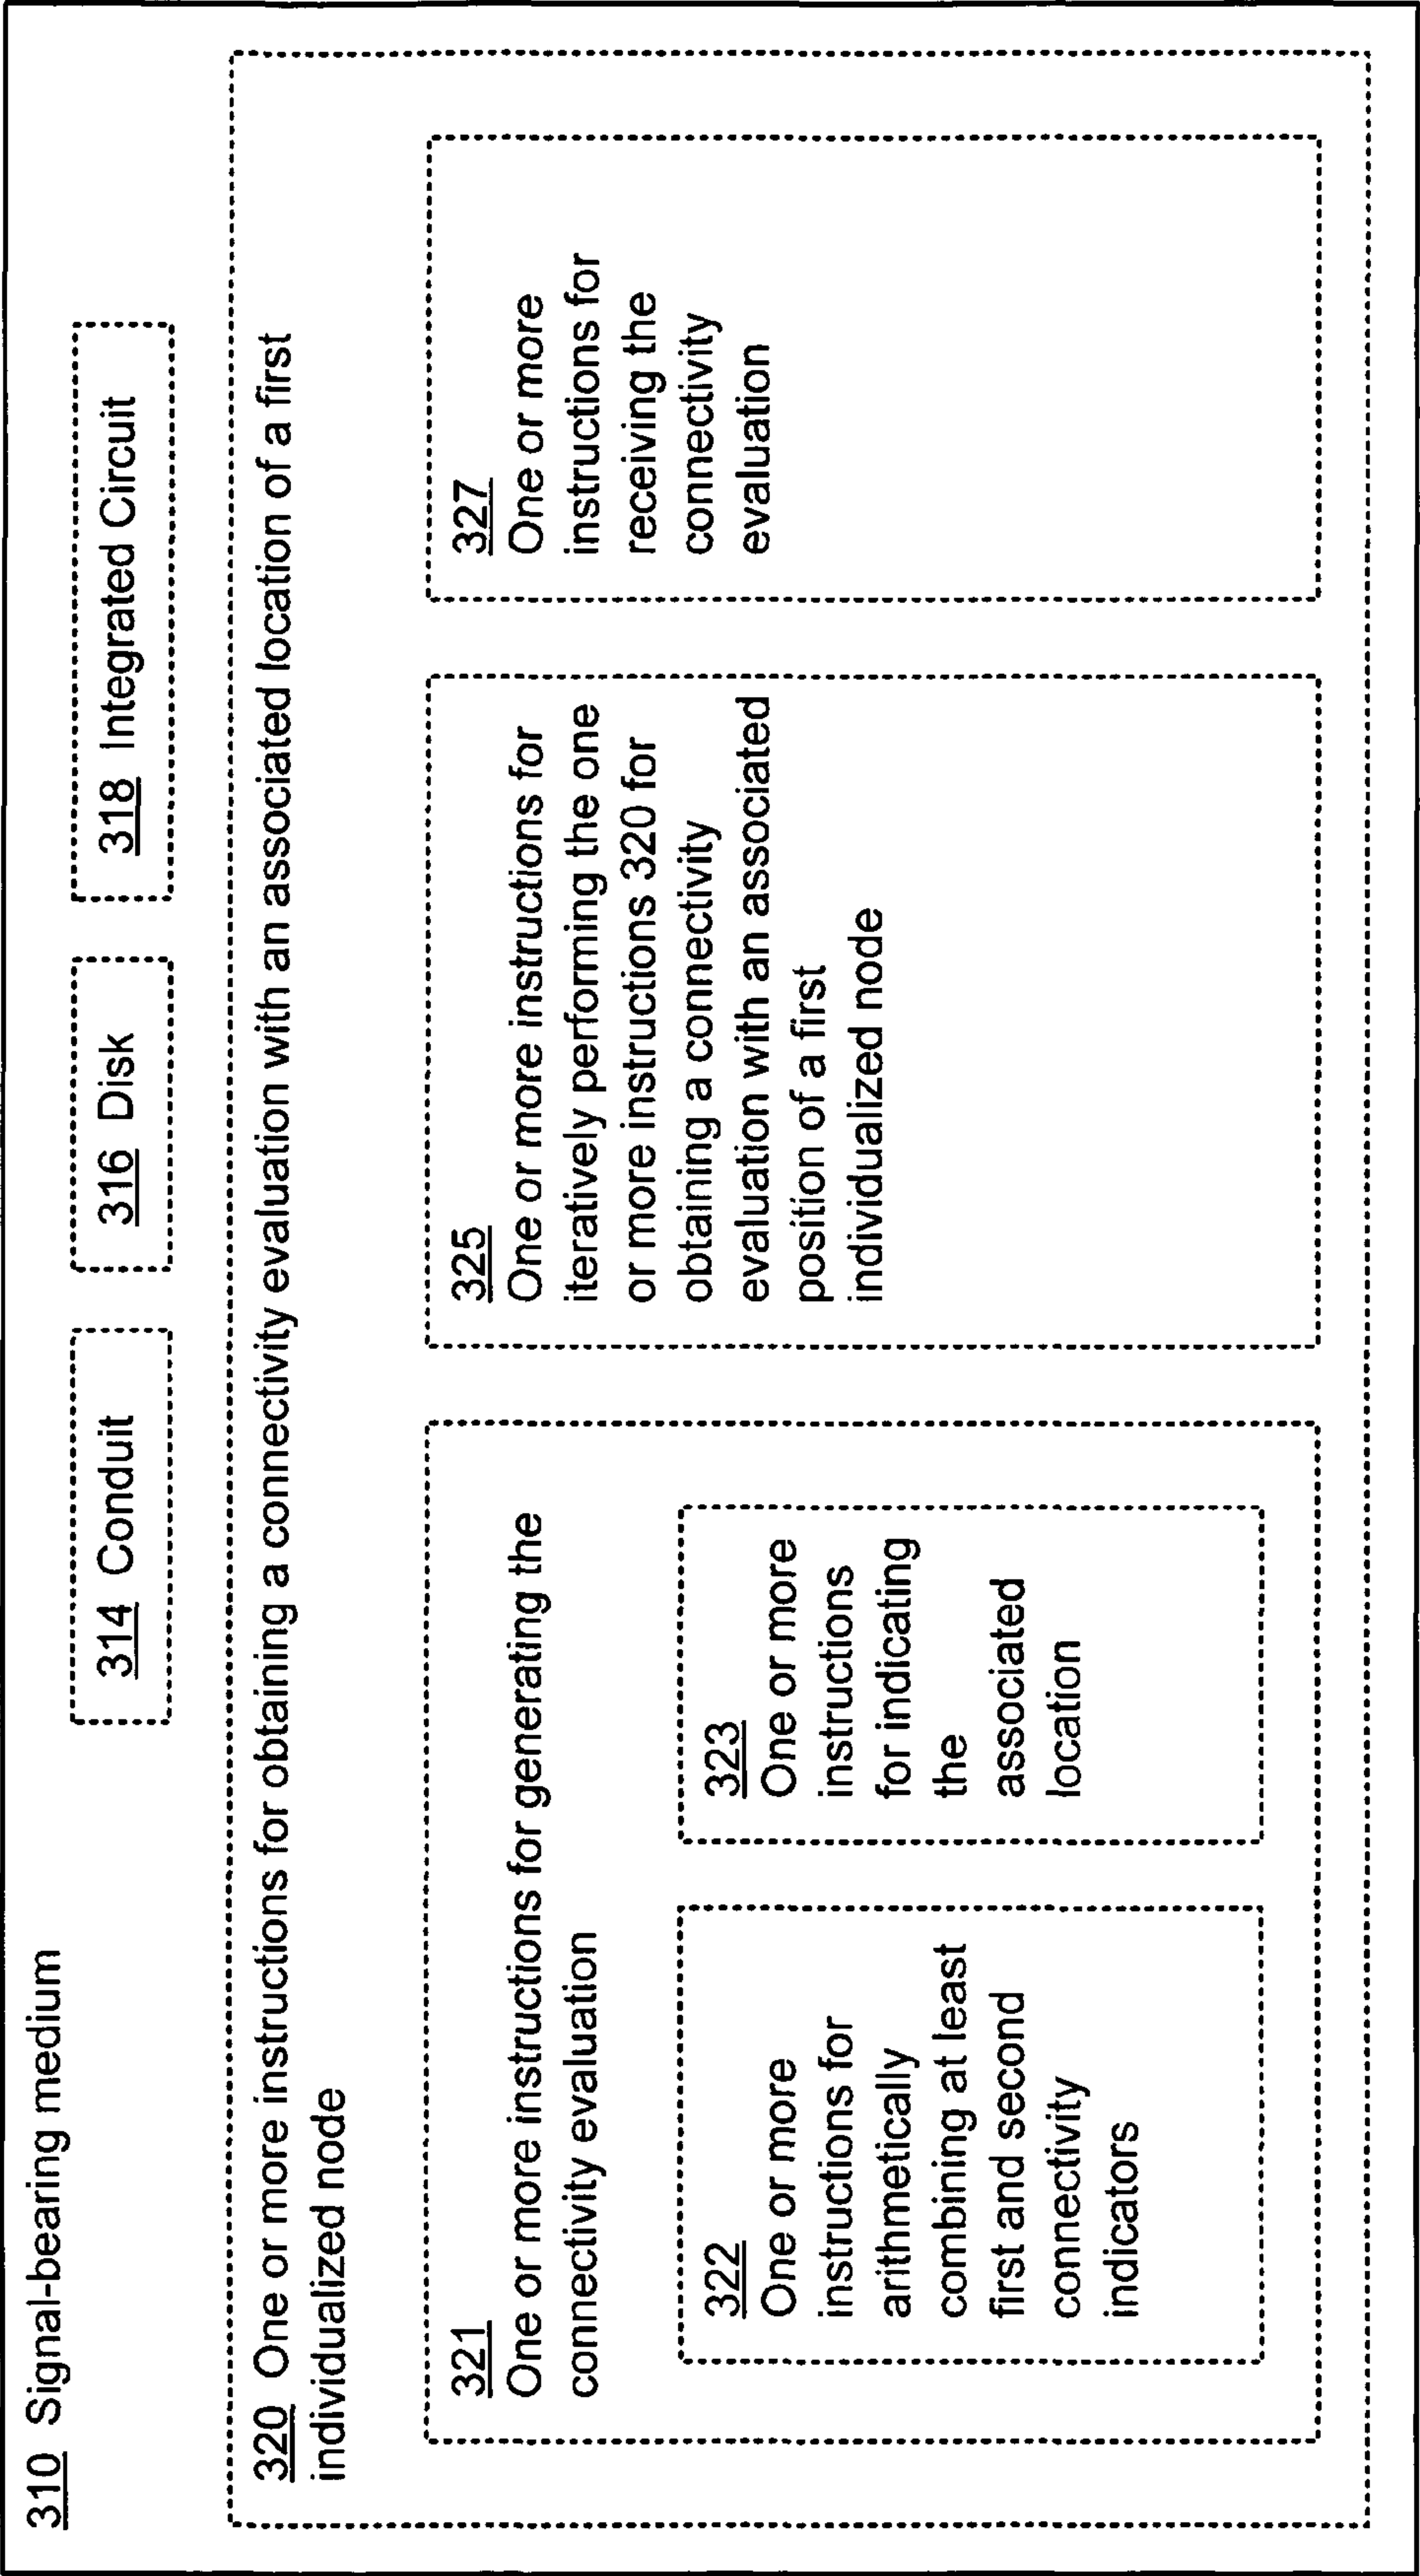 310 Signal-bearing medium
314 Conduit
316 Disk
318 Integrated Circuit
320 One or more instructions for obtaining a connectivity evaluation with an associated location of a first
individualized node
321
One or more instructions for generating the
connectivity evaluation
322
One or more
instructions for
arithmetically
combining at least
first and second
connectivity
indicators
323
One or more
instructions
for indicating
the
associated
location
325
One or more instructions for
iteratively performing the one
or more instructions 320 for
obtaining a connectivity
evaluation with an associated
position of a first
individualized node
327
One or more
instructions for
receiving the
connectivity
evaluation